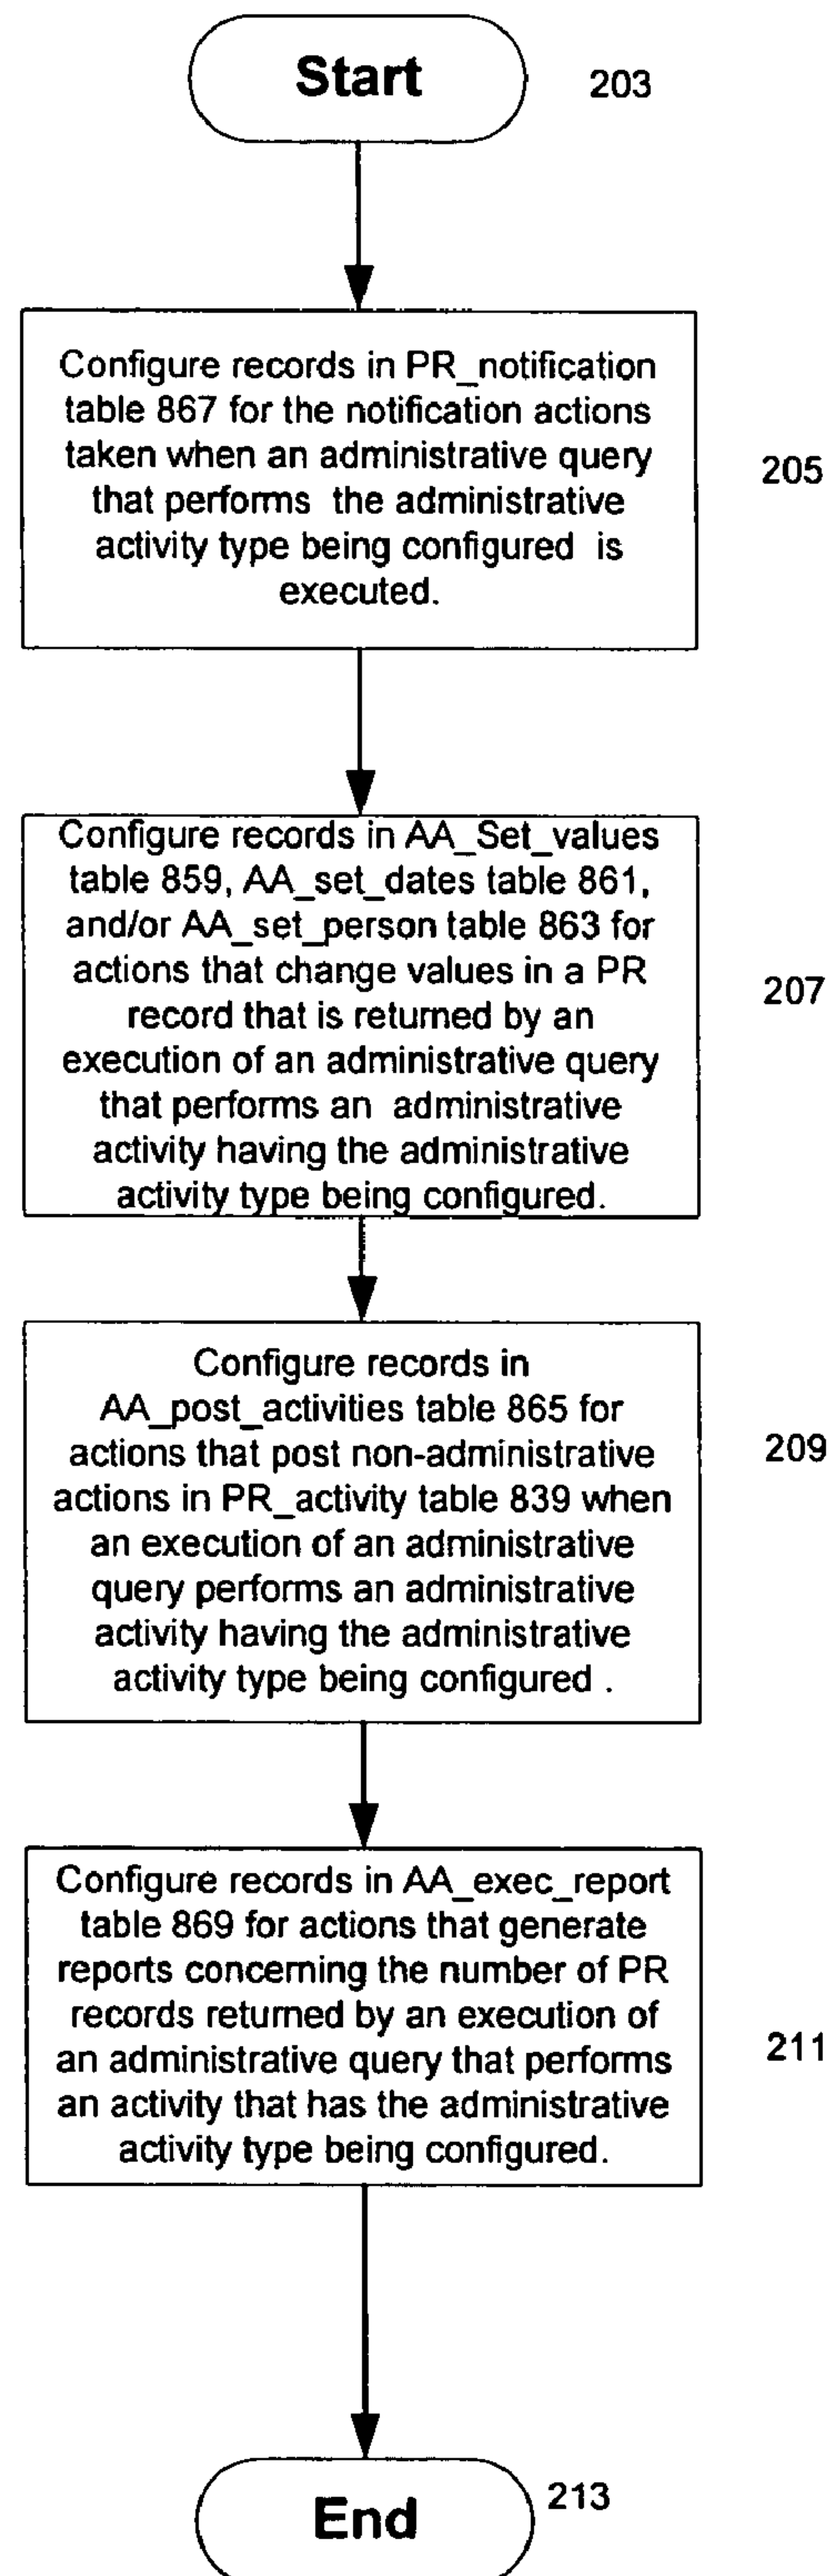 Start
203
Configure records in PR_notification
table 867 for the notification actions
taken when an administrative query
that performs the administrative
activity type being configured is
executed.
205
Configure records in AA_Set_values
table 859, AA_set_dates table 861,
and/or AA_set_person table 863 for
actions that change values in a PR
record that is returned by an
execution of an administrative query
that performs an administrative
activity having the administrative
activity type being configured.
207
Configure records in
AA_post_activities table 865 for
actions that post non-administrative
actions in PR_activity table 839 when
an execution of an administrative
query performs an administrative
activity having the administrative
activity type being configured .
209
Configure records in AA_exec_report
table 869 for actions that generate
reports concerning the number of PR
records returned by an execution of
an administrative query that performs
an activity that has the administrative
activity type being configured.
211
End
213